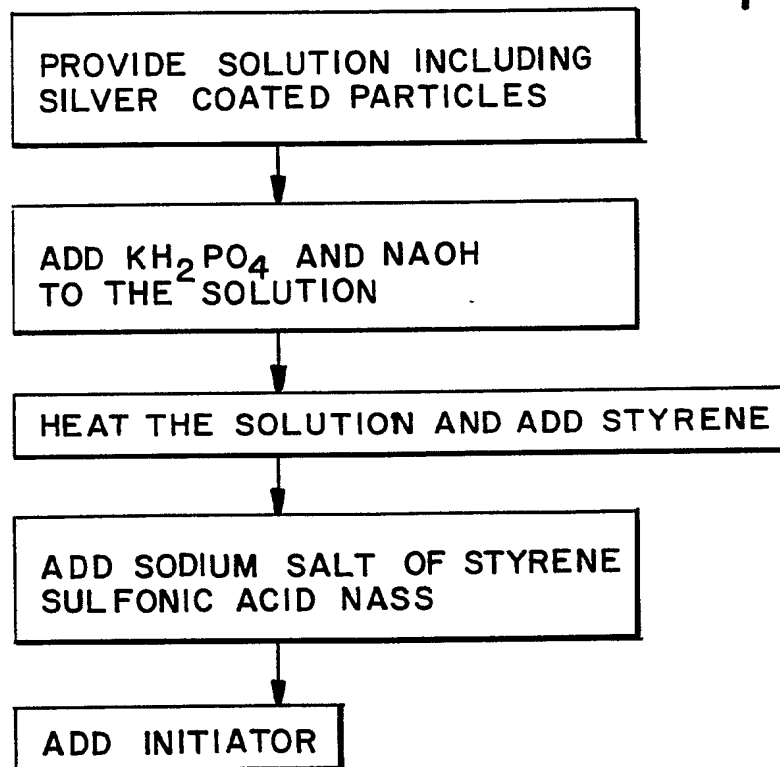 PROVIDE SOLUTION INCLUDING
SILVER COATED PARTICLES
ADD KH₂PO₄ AND NAOH
TO THE SOLUTION
HEAT THE SOLUTION AND ADD STYRENE
ADD SODIUM SALT OF STYRENE
SULFONIC ACID NASS
ADD INITIATOR